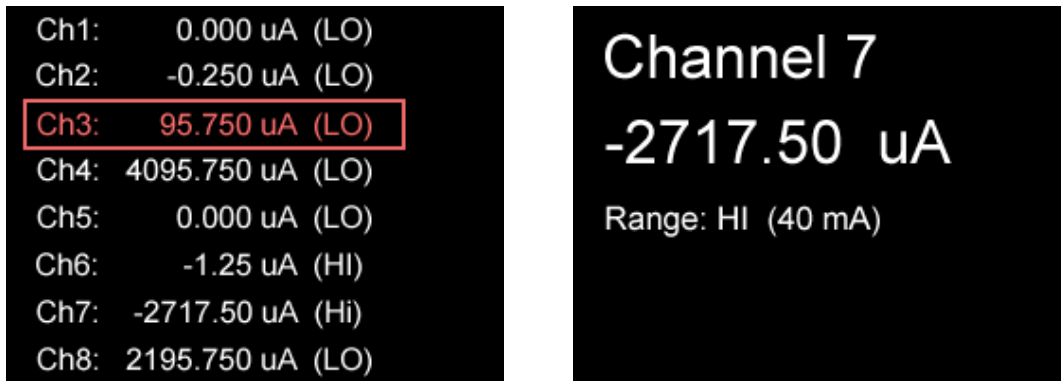 Ch1: 0.000 uA (LO)
Ch2: -0.250 uA (LO)
Ch3: 95.750 uA (LO)
Ch4: 4095.750 uA (LO)
Ch5: 0.000 uA (LO)
Ch6: -1.25 uA (HI)
Ch7: -2717.50 uA (Hi)
Ch8: 2195.750 uA (LO)
Channel 7
-2717.50 uA
Range: HI (40 mA)